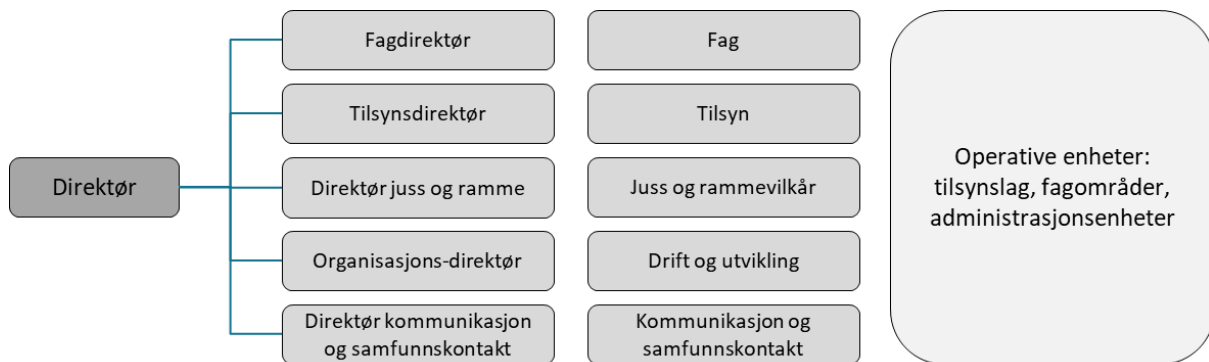 Direktør
Fagdirektør
Fag
Tilsynsdirektør
Tilsyn
Direktør juss og ramme
Juss og rammevilkår
Organisasjons-direktør
Drift og utvikling
Direktør kommunikasjon
og samfunnskontakt
Kommunikasjon og
samfunnskontakt
Operative enheter:
tilsynslag, fagområder,
administrasjonsenheter